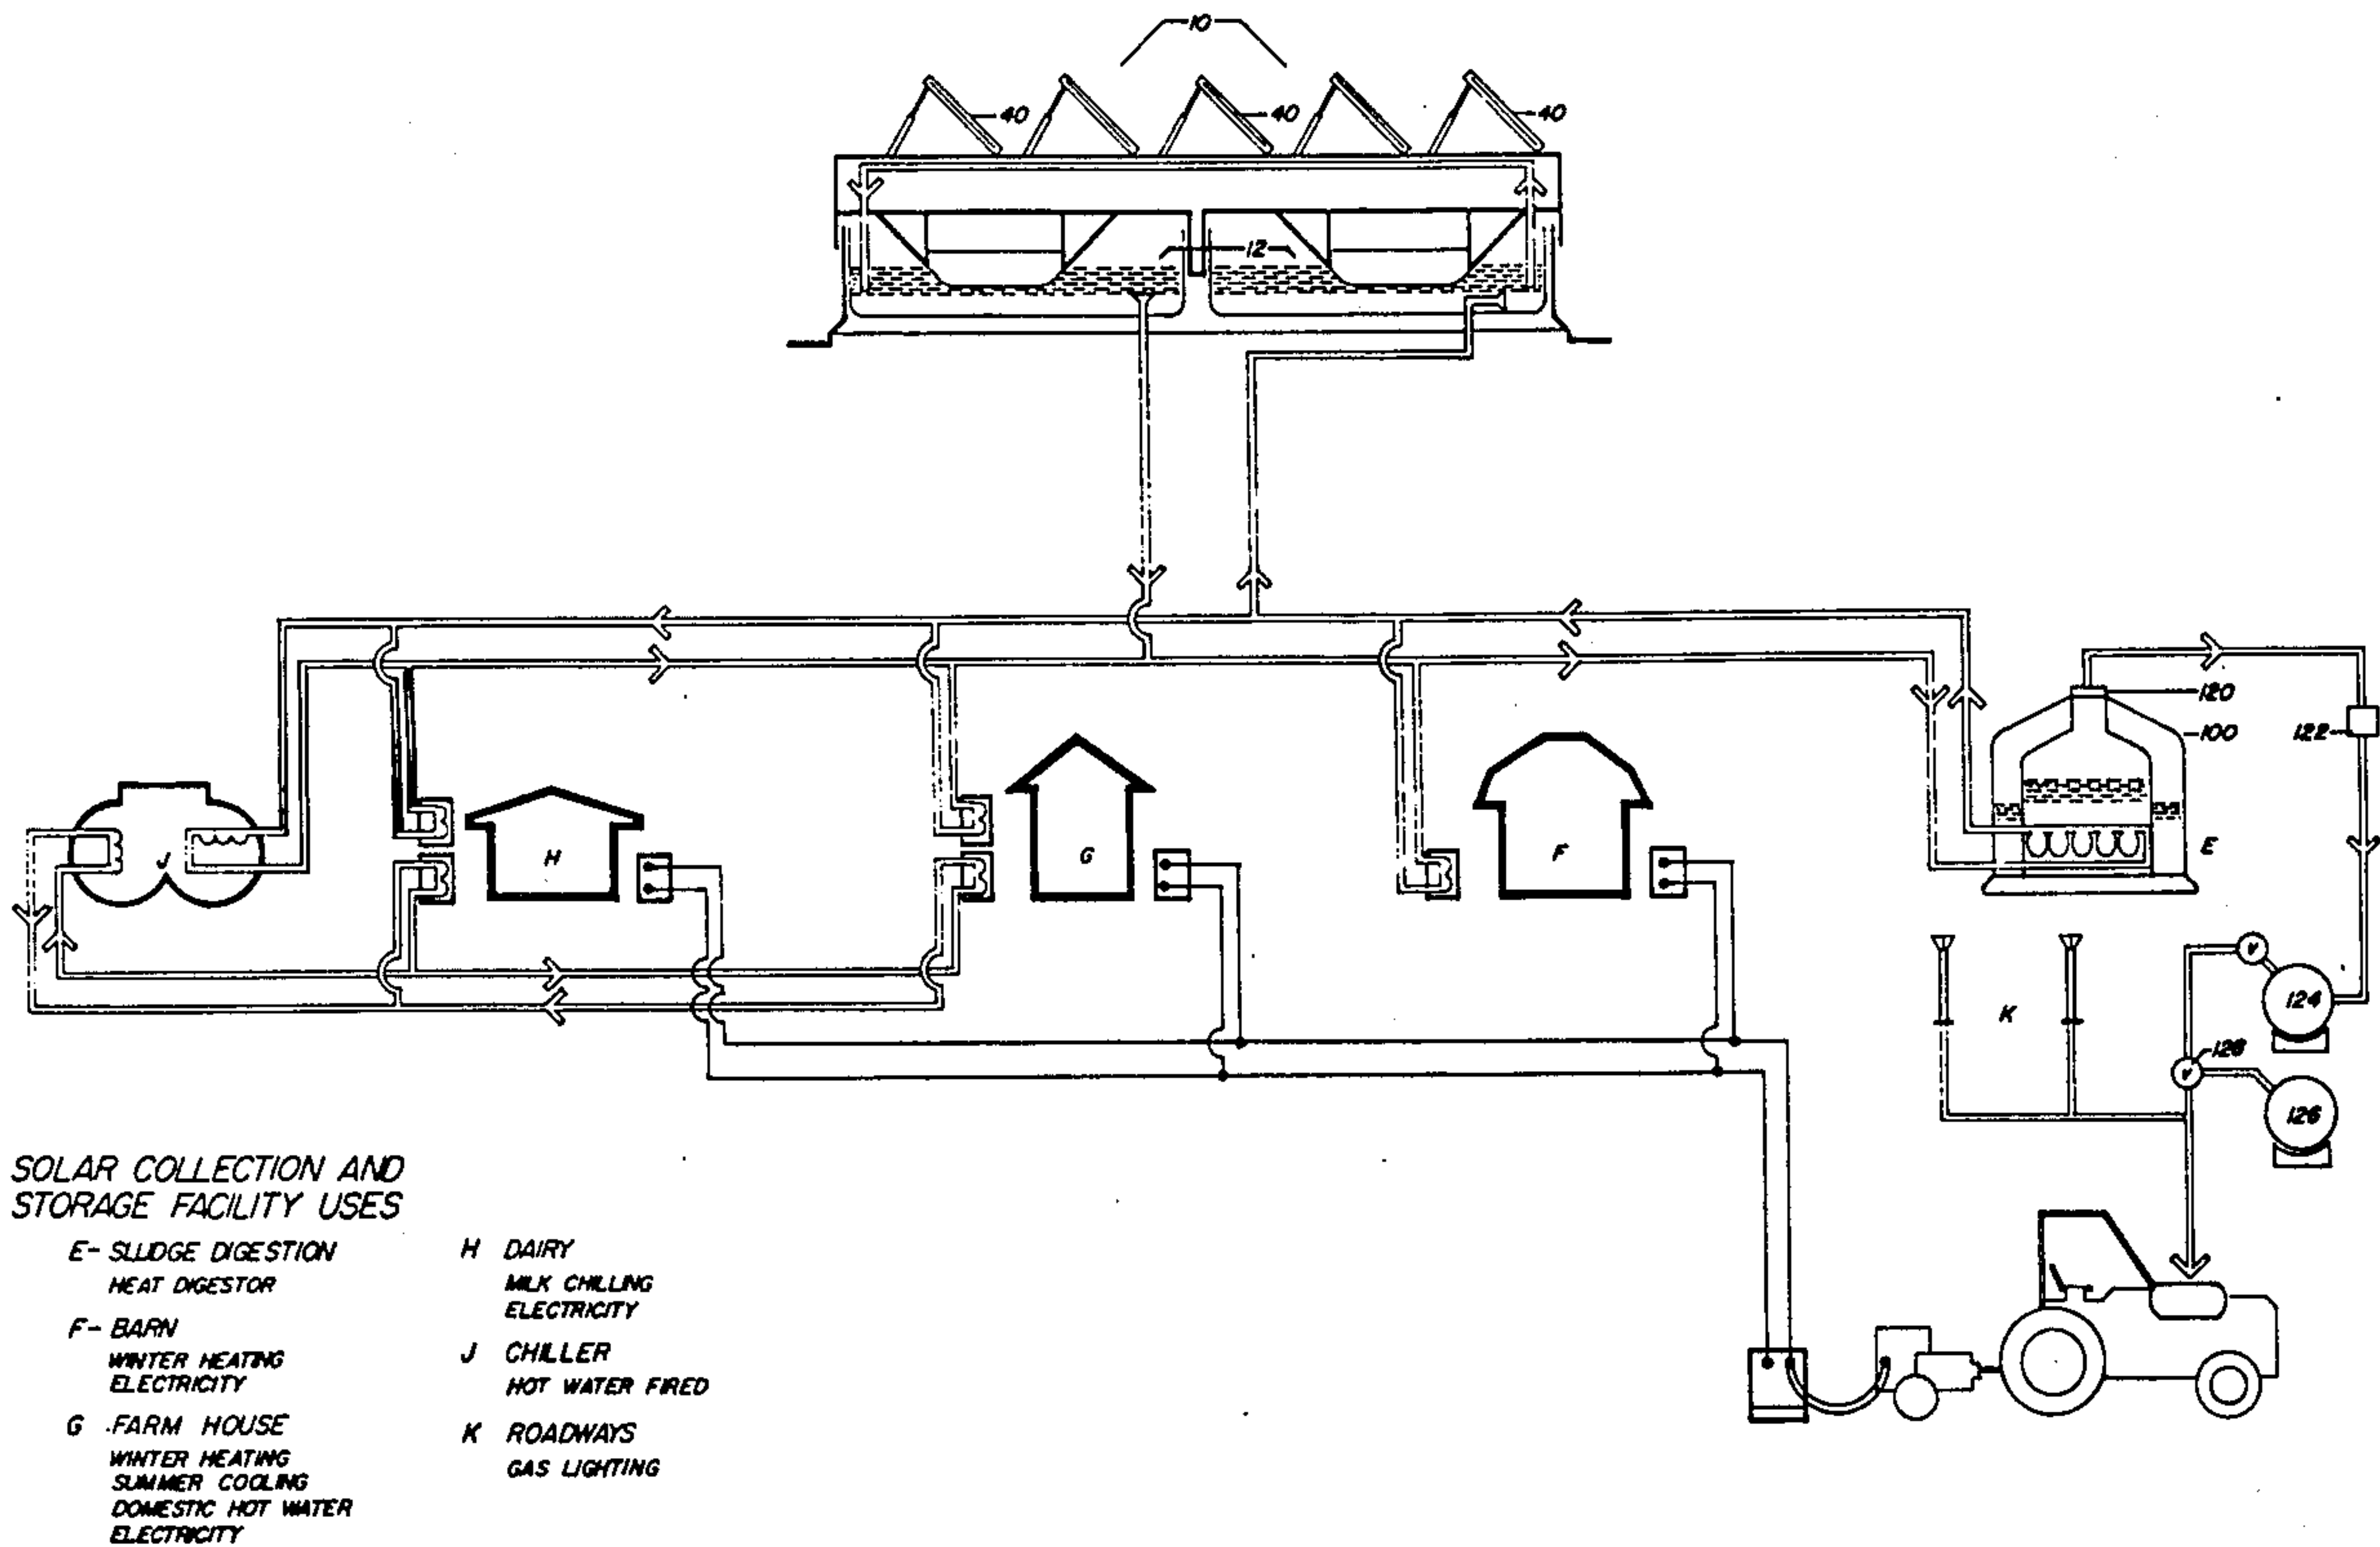 10
40
40
40
12
120
100
122
J
H
G
F
E
K
V
124
128
V
126
SOLAR COLLECTION AND
STORAGE FACILITY USES
E- SLUDGE DIGESTION
HEAT DIGESTOR
F- BARN
WINTER HEATING
ELECTRICITY
G FARM HOUSE
WINTER HEATING
SUMMER COOLING
DOMESTIC HOT WATER
ELECTRICITY
H DAIRY
MILK CHILLING
ELECTRICITY
J CHILLER
HOT WATER FIRED
K ROADWAYS
GAS LIGHTING